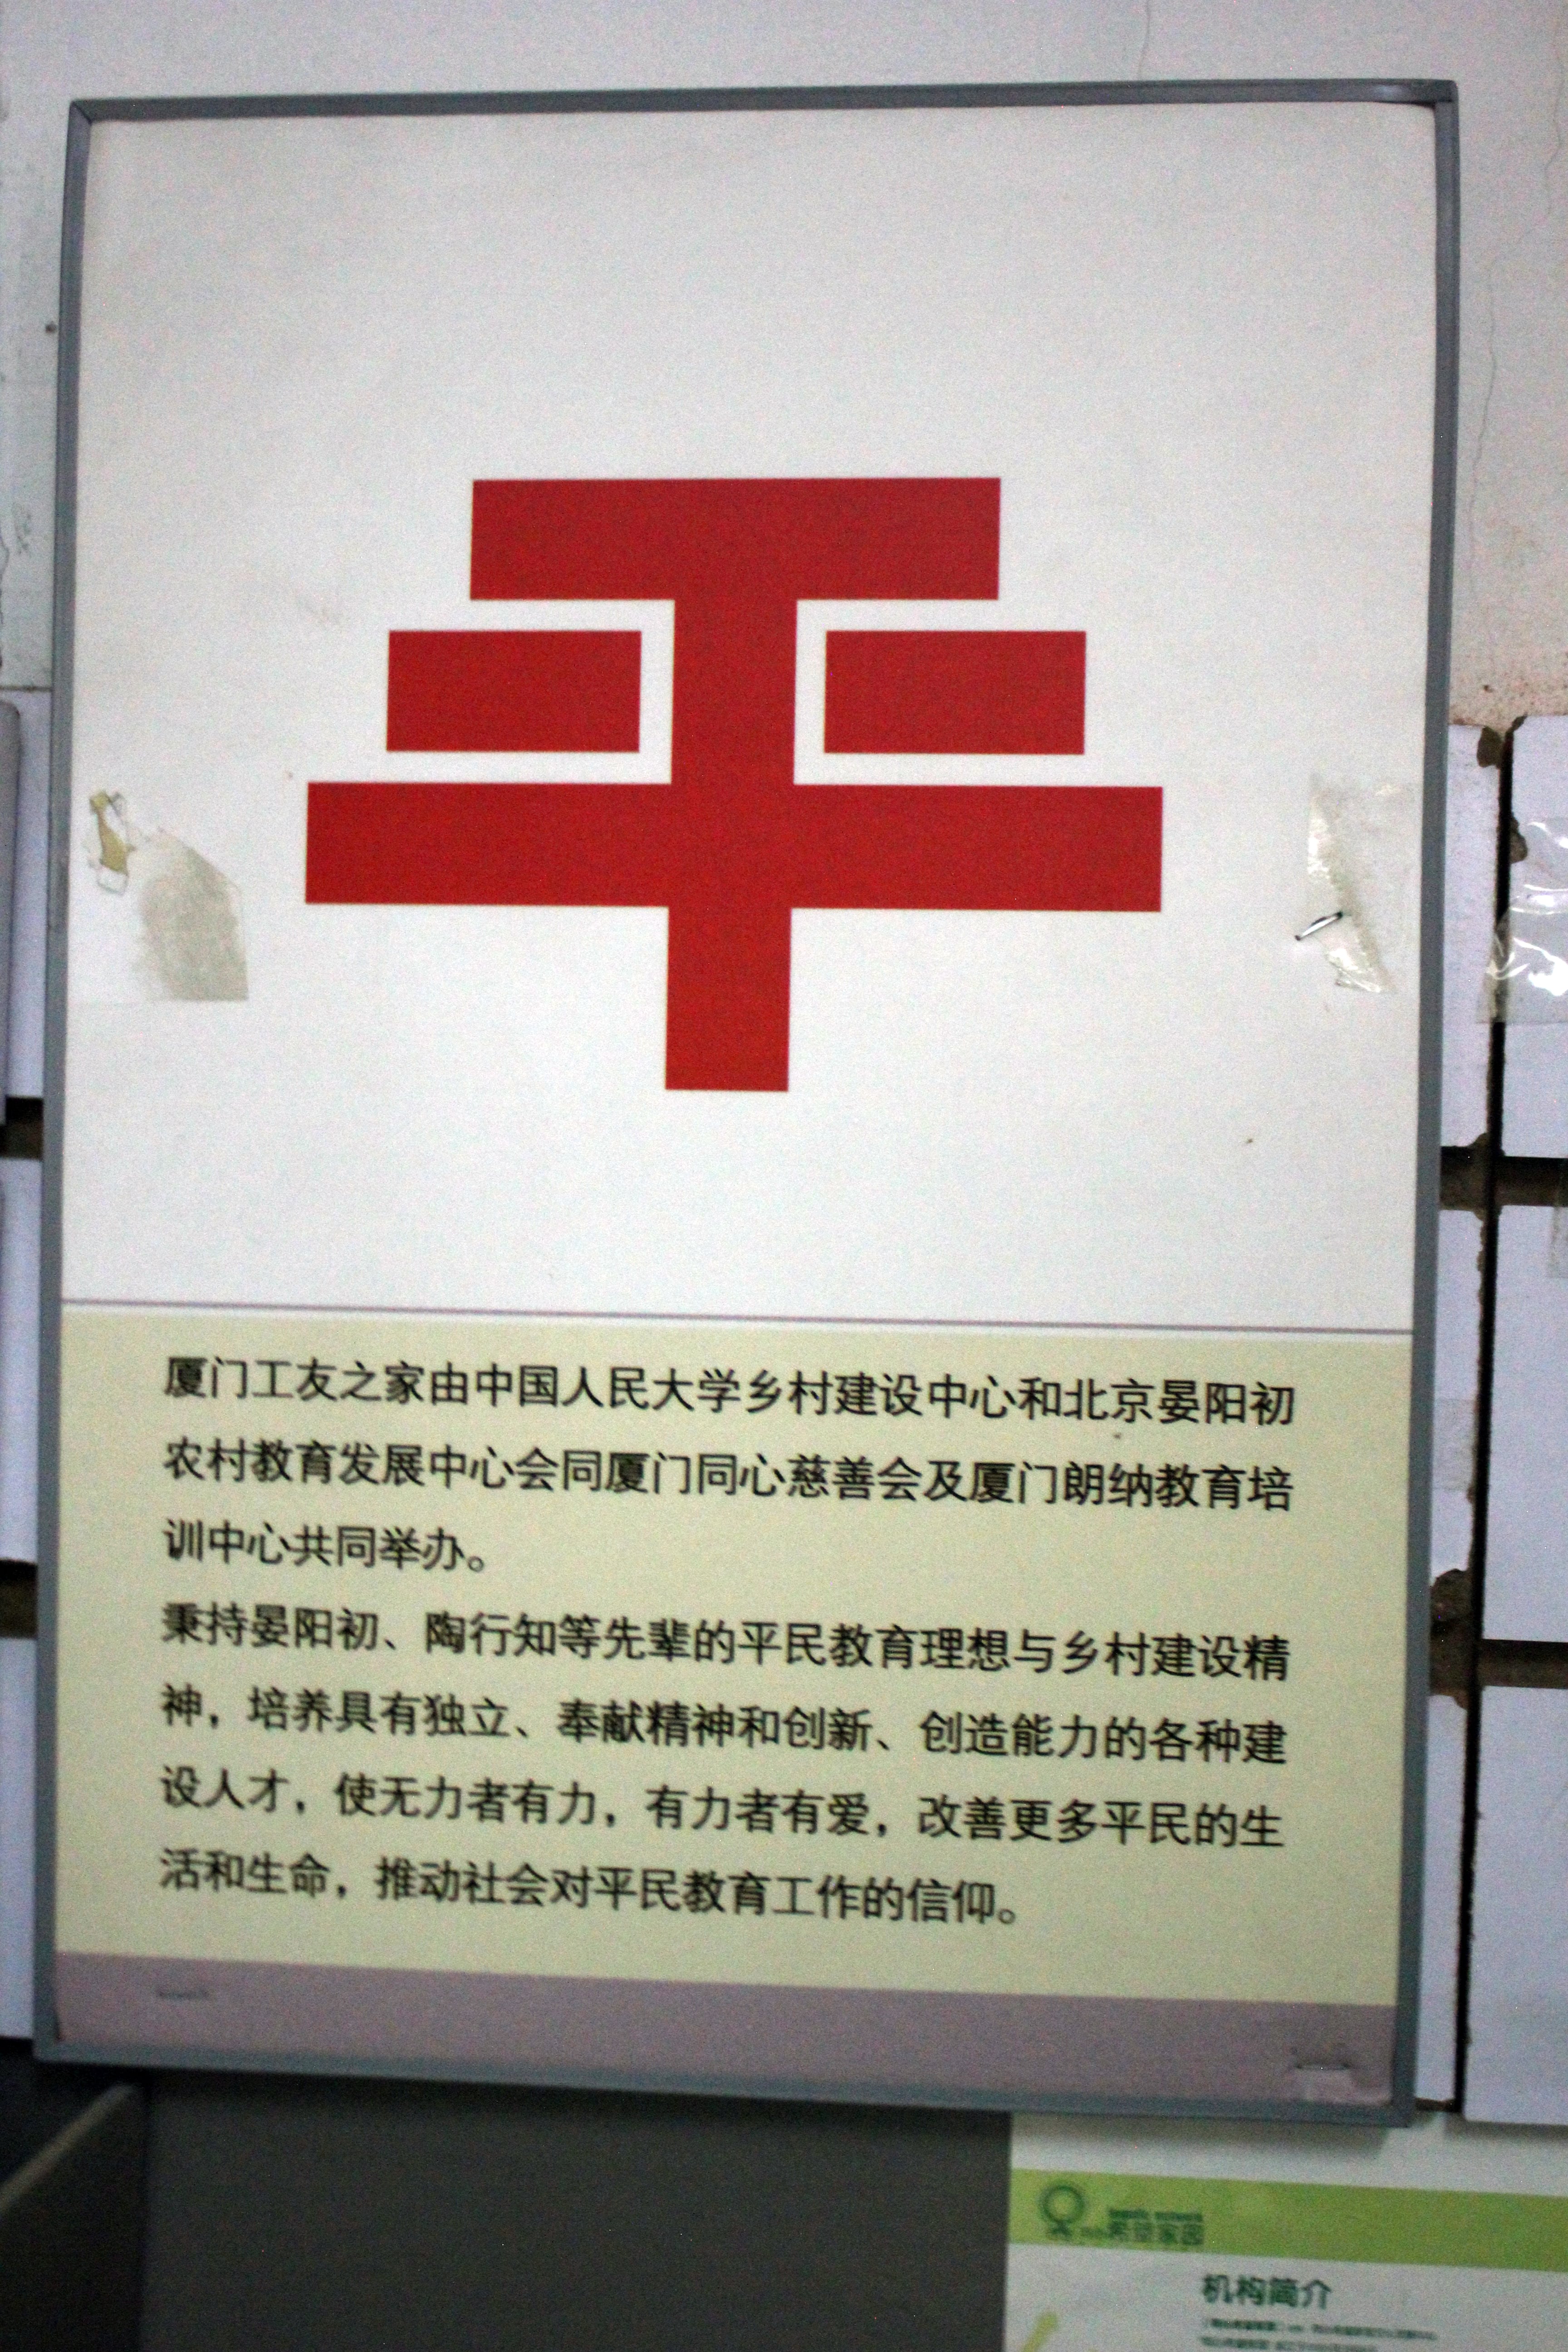 平
厦门工友之家由中国人民大学乡村建设中心和北京晏阳初
农村教育发展中心会同厦门同心慈善会及厦门朗纳教育培
训中心共同举办。
秉持晏阳初、陶行知等先辈的平民教育理想与乡村建设精
神，培养具有独立、奉献精神和创新、创造能力的各种建
设人才，使无力者有力，有力者有爱，改善更多平民的生
活和生命，推动社会对平民教育工作的信仰。
机构简介